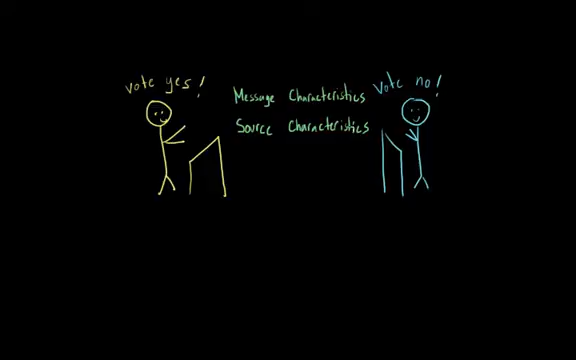 vote yes!
Vote no!
Message Characteristics
Source Characteristics